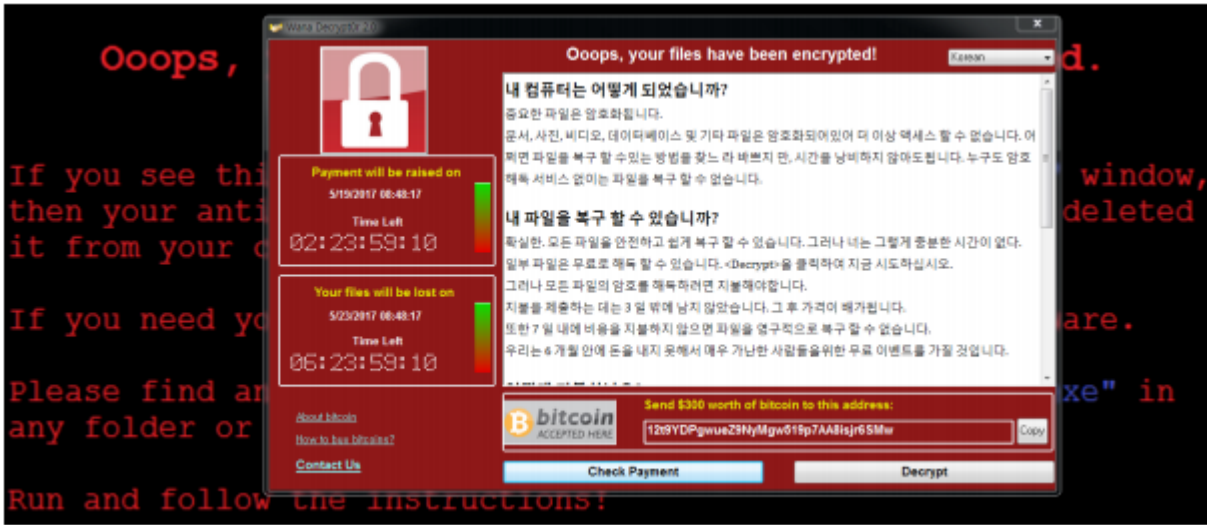 Wana Decrypt0r 2.0
Ooops, your files have been encrypted!
Korean
Payment will be raised on
5/19/2017 08:48:17
Time Left
02:23:59:10
Your files will be lost on
5/23/2017 08:48:17
Time Left
06:23:59:10
About bitcoin
How to buy bitcoins?
Contact Us
내 컴퓨터는 어떻게 되었습니까?
중요한 파일은 암호화됩니다.
문서, 사진, 비디오, 데이터베이스 및 기타 파일은 암호화되어있어 더 이상 액세스 할 수 없습니다. 어
쩌면 파일을 복구 할 수있는 방법을 찾느 라 바쁘지 만, 시간을 낭비하지 않아도됩니다. 누구도 암호
해독 서비스 없이는 파일을 복구 할 수 없습니다.
내 파일을 복구 할 수 있습니까?
확실한. 모든 파일을 안전하고 쉽게 복구 할 수 있습니다. 그러나 너는 그렇게 충분한 시간이 없다.
일부 파일은 무료로 해독 할 수 있습니다. <Decrypt>을 클릭하여 지금 시도하십시오.
그러나 모든 파일의 암호를 해독하려면 지불해야합니다.
지불을 제출하는 데는 3 일 밖에 남지 않았습니다. 그 후 가격이 배가됩니다.
또한 7 일 내에 비용을 지불하지 않으면 파일을 영구적으로 복구 할 수 없습니다.
우리는 6 개월 안에 돈을 내지 못해서 매우 가난한 사람들을위한 무료 이벤트를 가질 것입니다.
bitcoin
ACCEPTED HERE
Send $300 worth of bitcoin to this address:
Copy
Check Payment
Decrypt
Ooops,
If you see window,
then your deleted
it from your
If you need
Please find "in
any folder or
Run and follow the instructions!